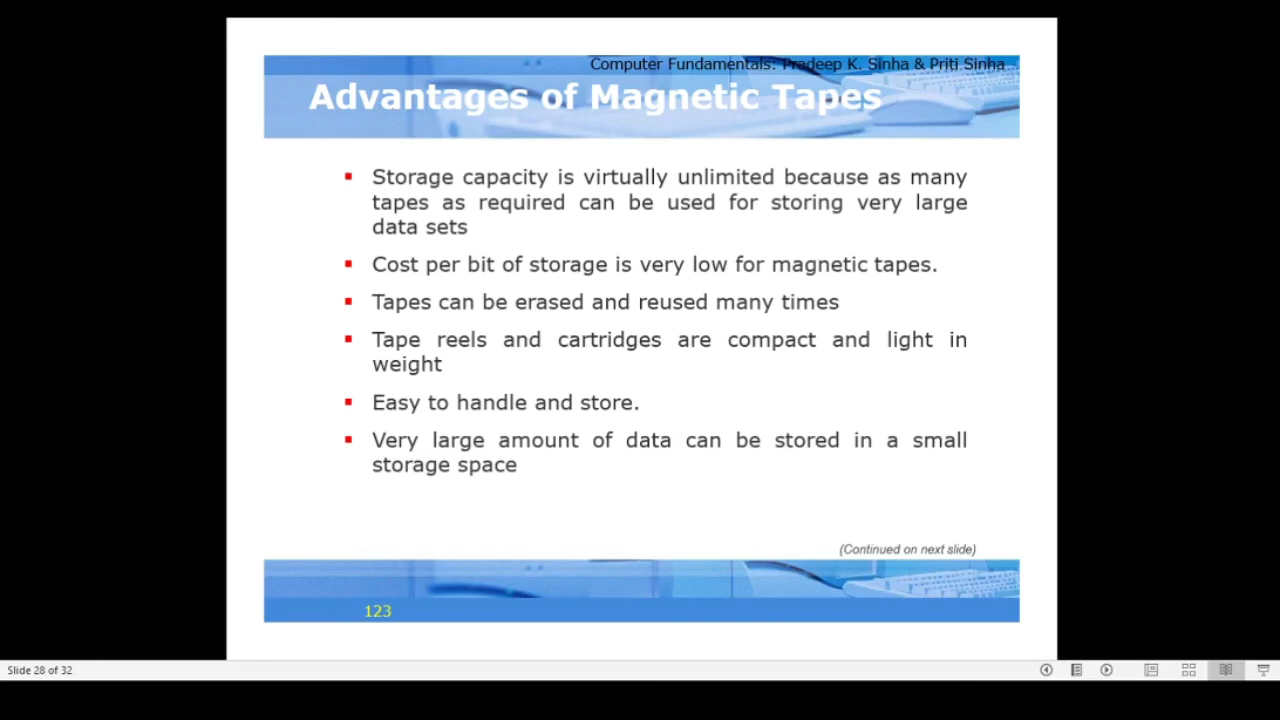 Computer Fundamentals: Pradeep K. Sinha & Priti Sinha
Advantages of Magnetic Tapes
▪ Storage capacity is virtually unlimited because as many
tapes as required can be used for storing very large
data sets
▪ Cost per bit of storage is very low for magnetic tapes.
▪ Tapes can be erased and reused many times
▪ Tape reels and cartridges are compact and light in
weight
▪ Easy to handle and store.
▪ Very large amount of data can be stored in a small
storage space
(Continued on next slide)
123
Slide 28 of 32